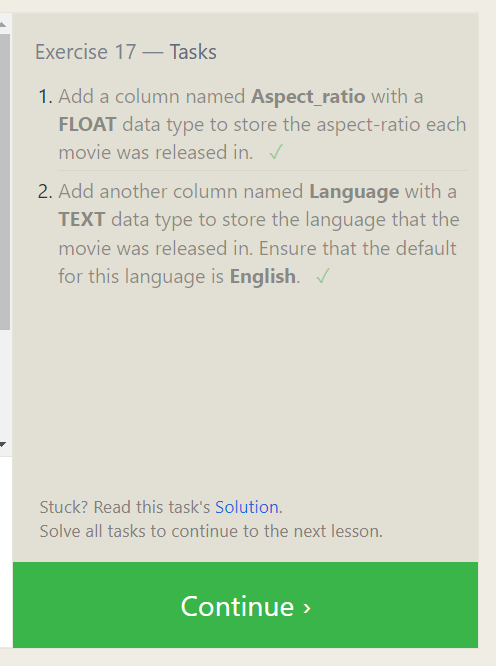 Exercise 17 — Tasks
1. Add a column named Aspect_ratio with a
FLOAT data type to store the aspect-ratio each
movie was released in. ✓
2. Add another column named Language with a
TEXT data type to store the language that the
movie was released in. Ensure that the default
for this language is English. ✓
Stuck? Read this task's Solution.
Solve all tasks to continue to the next lesson.
Continue ›